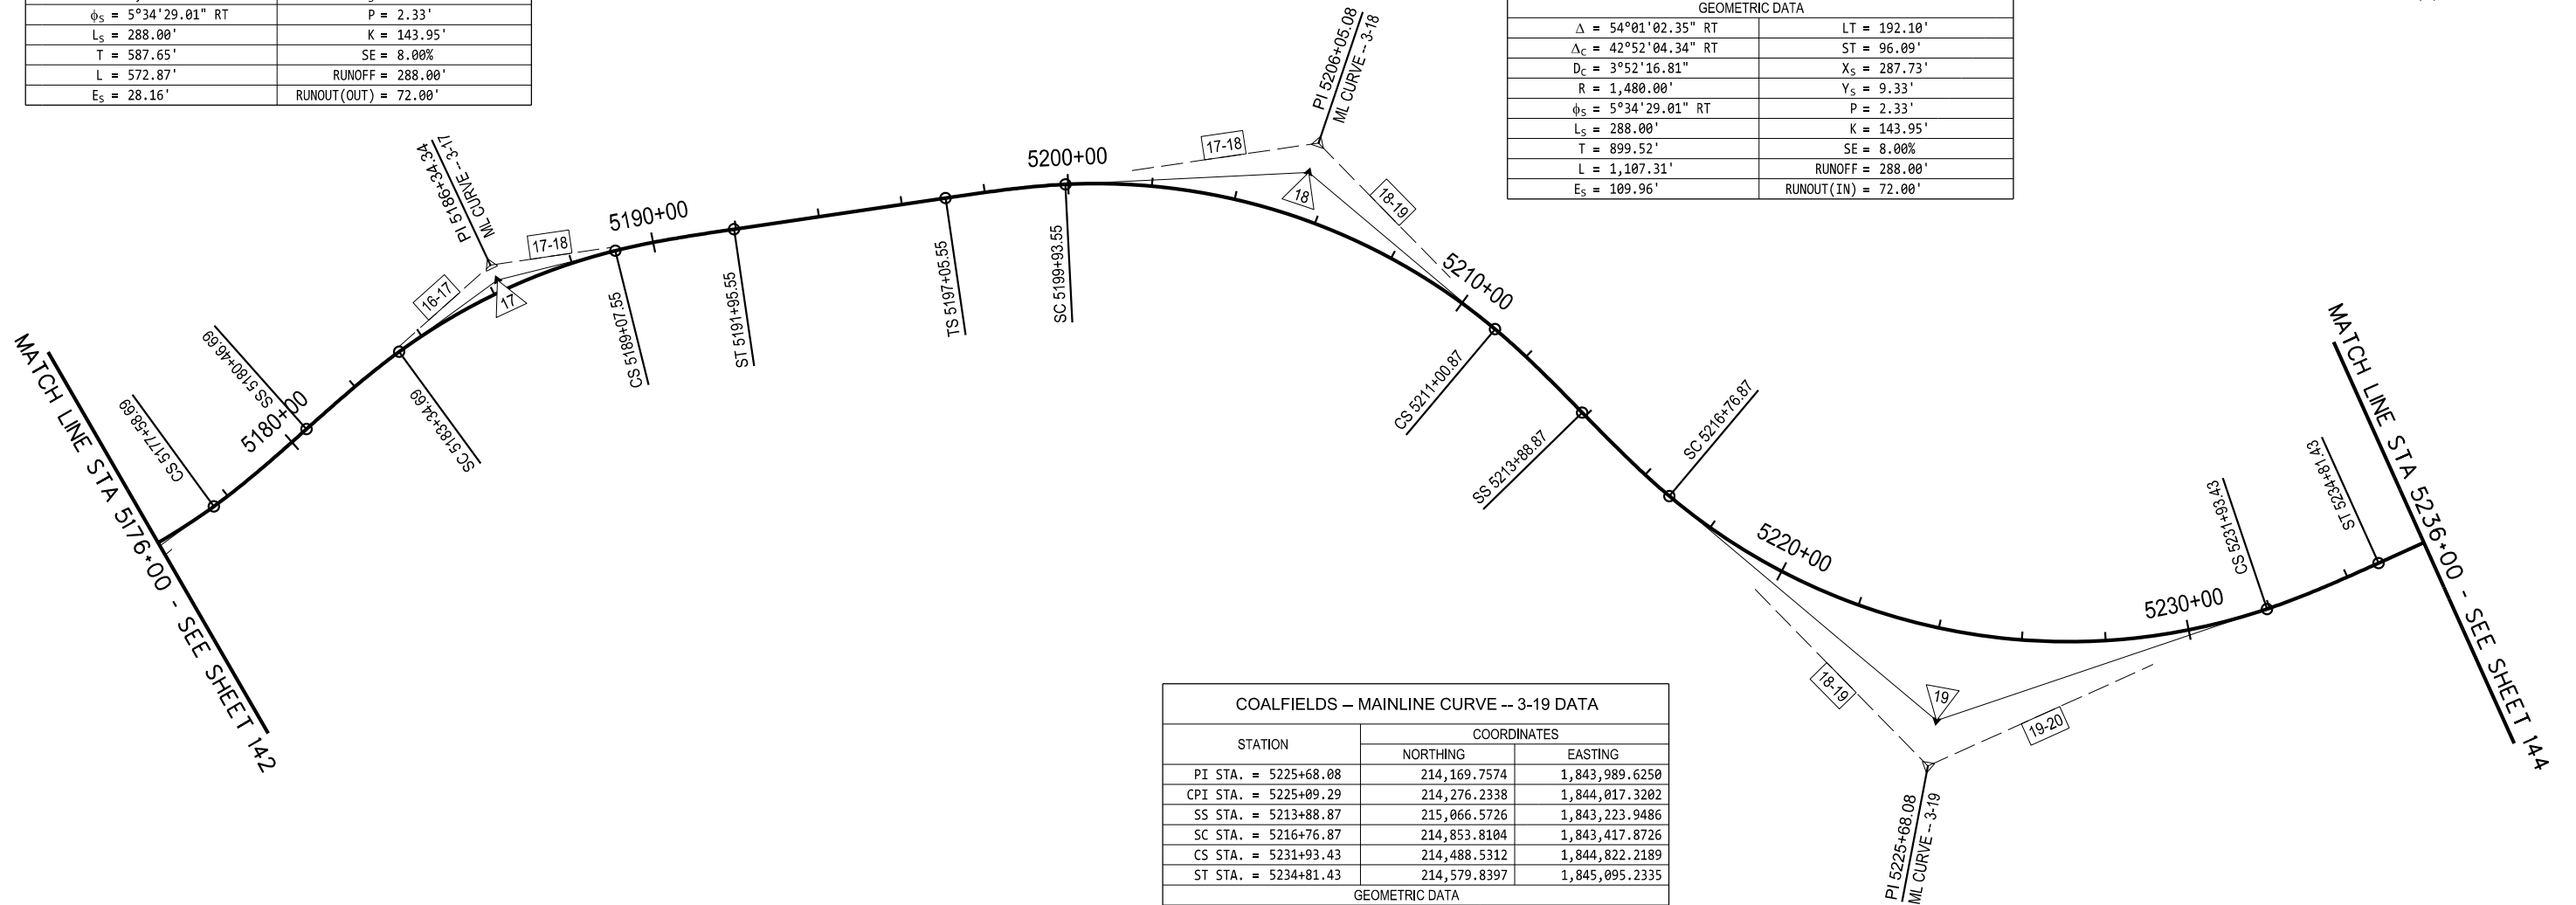 ϕS = 5°34'29.01" RT P = 2.33'
LS = 288.00' K = 143.95'
T = 587.65' SE = 8.00%
L = 572.87' RUNOFF = 288.00'
ES = 28.16' RUNOUT(OUT) = 72.00'
GEOMETRIC DATA
Δ = 54°01'02.35" RT LT = 192.10'
ΔC = 42°52'04.34" RT ST = 96.09'
DC = 3°52'16.81" XS = 287.73'
R = 1,480.00' YS = 9.33'
ϕS = 5°34'29.01" RT P = 2.33'
LS = 288.00' K = 143.95'
T = 899.52' SE = 8.00%
L = 1,107.31' RUNOFF = 288.00'
ES = 109.96' RUNOUT(IN) = 72.00'
MATCH LINE STA 5176+00 - SEE SHEET 142
CS 5177+58.69
SS 5180+46.69
5180+00
SC 5183+34.69
16-17
PI 5186+34.34
ML CURVE -- 3-17
17
17-18
CS 5189+07.55
5190+00
ST 5191+95.55
TS 5197+05.55
SC 5199+93.55
5200+00
17-18
PI 5206+05.08
ML CURVE -- 3-18
18
18-19
5210+00
CS 5211+00.87
SS 5213+88.87
SC 5216+76.87
5220+00
18-19
19
19-20
PI 5225+68.08
ML CURVE -- 3-19
5230+00
CS 5231+93.43
ST 5234+81.43
MATCH LINE STA 5236+00 - SEE SHEET 144
COALFIELDS – MAINLINE CURVE -- 3-19 DATA
STATION COORDINATES
NORTHING EASTING
PI STA. = 5225+68.08 214,169.7574 1,843,989.6250
CPI STA. = 5225+09.29 214,276.2338 1,844,017.3202
SS STA. = 5213+88.87 215,066.5726 1,843,223.9486
SC STA. = 5216+76.87 214,853.8104 1,843,417.8726
CS STA. = 5231+93.43 214,488.5312 1,844,822.2189
ST STA. = 5234+81.43 214,579.8397 1,845,095.2335
GEOMETRIC DATA